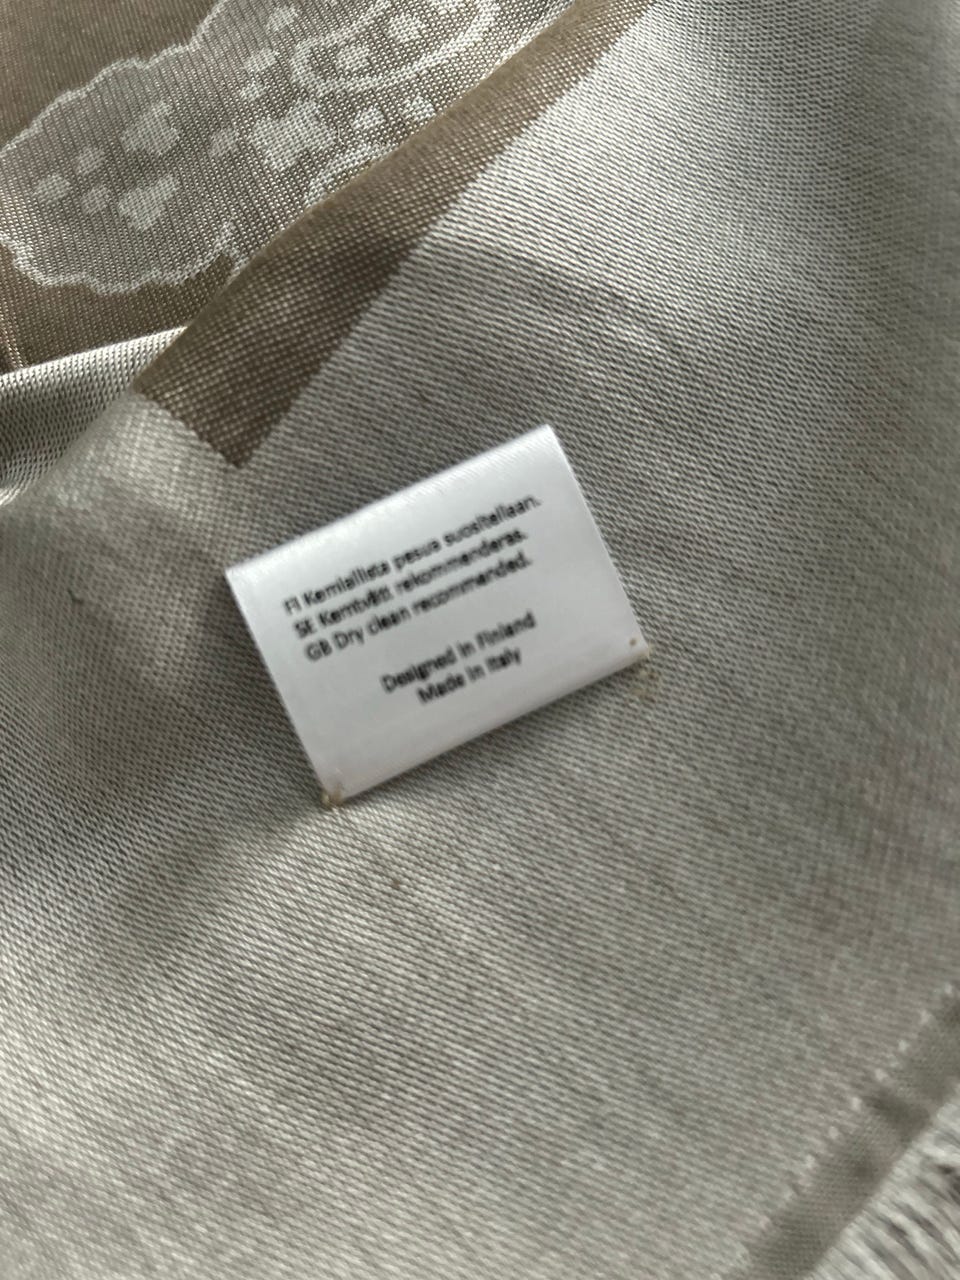 FI Kemiallista pesua suositellaan.
SE Kemtvätt rekommenderas.
GB Dry clean recommended.
Designed in Finland
Made in Italy